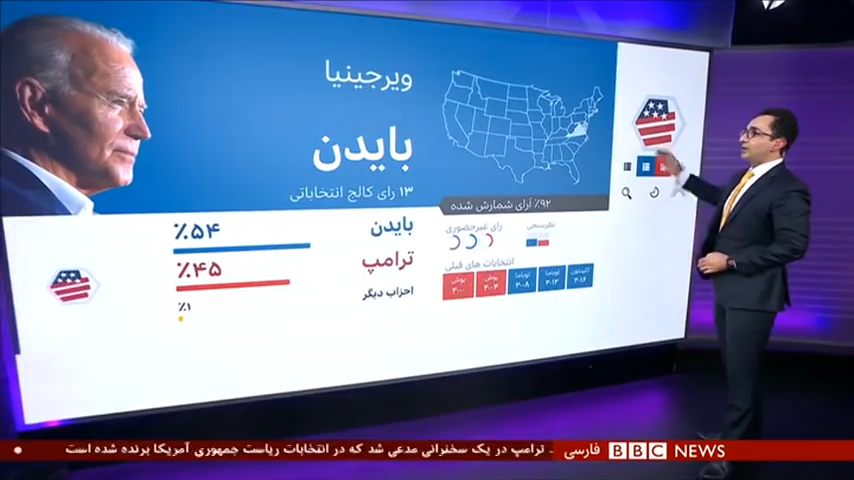 ویرجینیا
بایدن
۱۳ رای کالج انتخاباتی
٪۹۲ آرای شمارش شده
بایدن ٪۵۴
ترامپ ٪۴۵
احزاب دیگر ٪۱
رای غیرحضوری
نظرسنجی
انتخابات های قبلی
بوش ۲۰۰۰
بوش ۲۰۰۴
اوباما ۲۰۰۸
اوباما ۲۰۱۲
کلینتون ۲۰۱۶
ترامپ در یک سخنرانی مدعی شد که در انتخابات ریاست جمهوری آمریکا برنده شده است
فارسی BBC NEWS